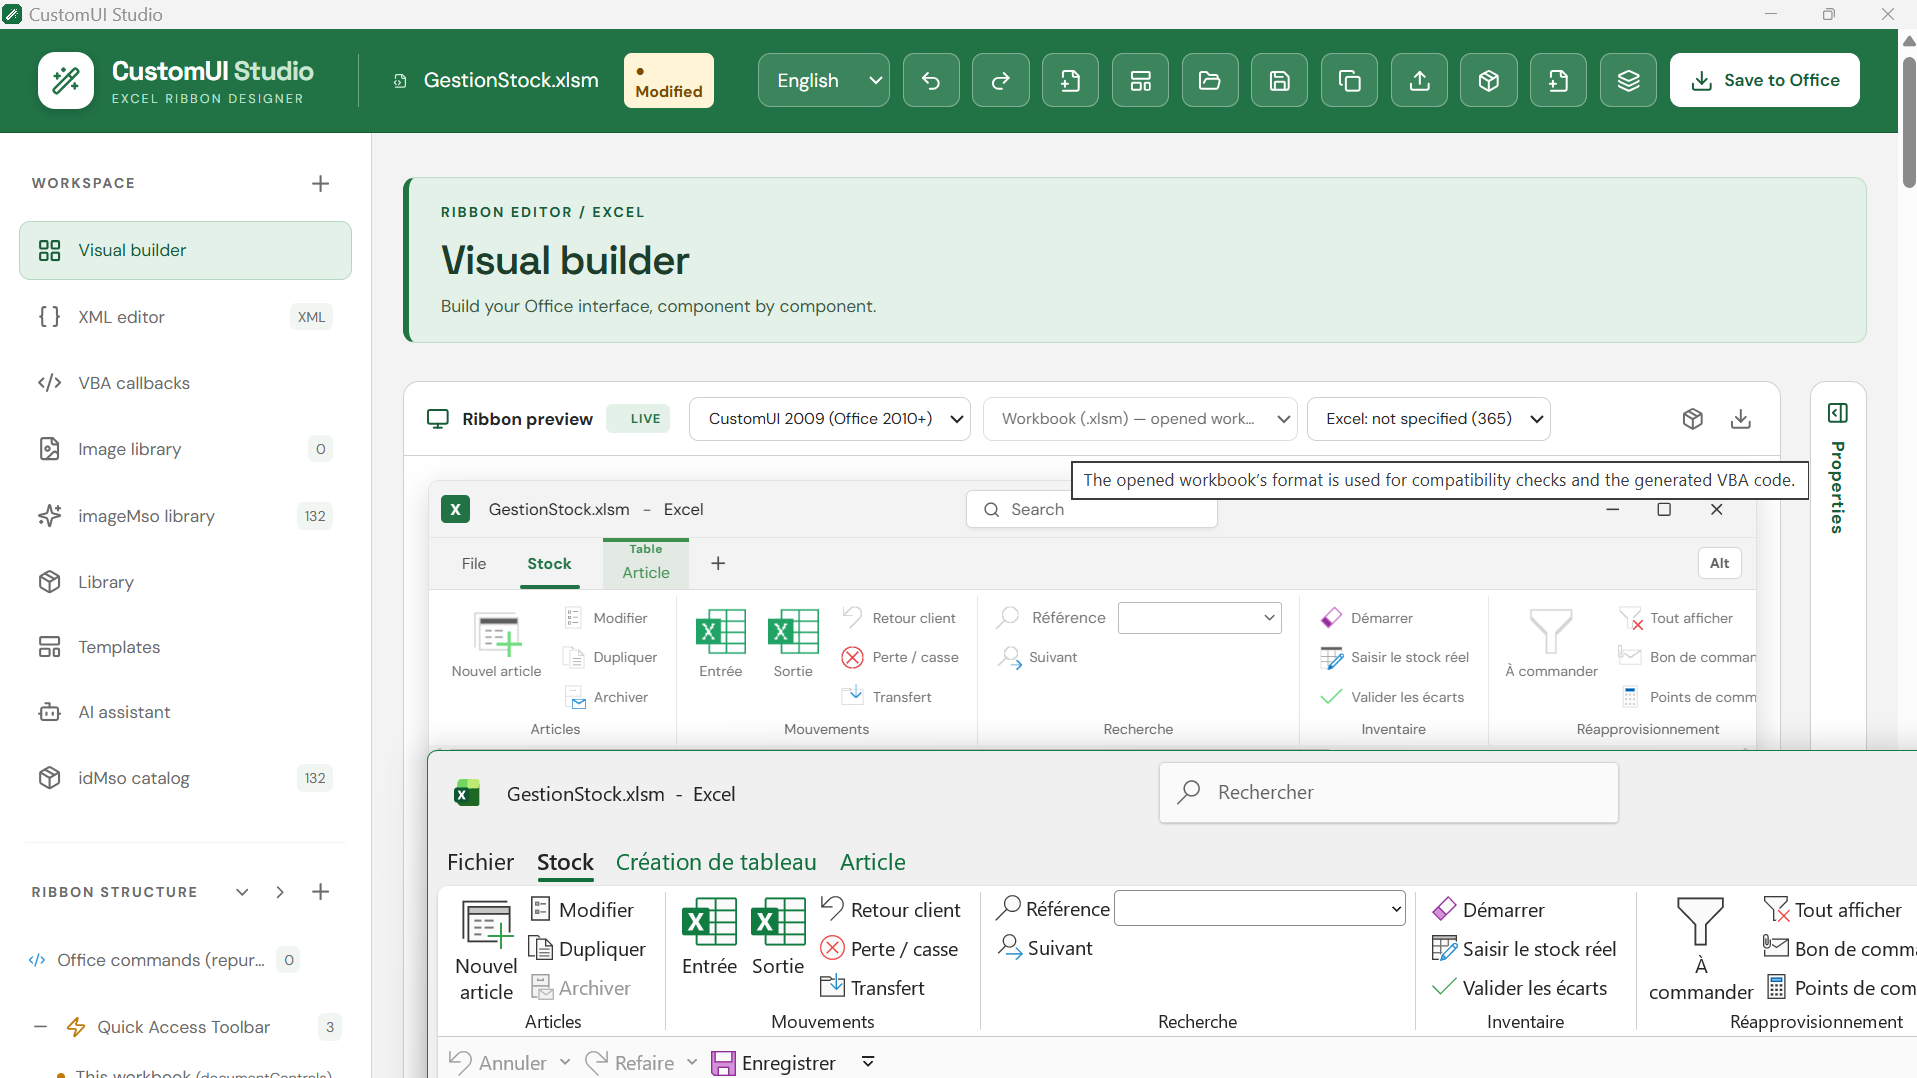 CustomUI Studio
CustomUI Studio
EXCEL RIBBON DESIGNER
GestionStock.xlsm
● Modified
English
Save to Office
WORKSPACE
Visual builder
XML editor
XML
VBA callbacks
Image library
0
imageMso library
132
Library
Templates
AI assistant
idMso catalog
132
RIBBON STRUCTURE
Office commands (repur...
0
Quick Access Toolbar
3
This workbook (documentControls)
RIBBON EDITOR / EXCEL
Visual builder
Build your Office interface, component by component.
Ribbon preview
LIVE
CustomUI 2009 (Office 2010+)
Workbook (.xlsm) — opened work...
Excel: not specified (365)
The opened workbook's format is used for compatibility checks and the generated VBA code.
Properties
X
GestionStock.xlsm - Excel
Search
File
Stock
Table
Article
Alt
Nouvel article
Modifier
Dupliquer
Archiver
Articles
Entrée
Sortie
Retour client
Perte / casse
Transfert
Mouvements
Référence
Suivant
Recherche
Démarrer
Saisir le stock réel
Valider les écarts
Inventaire
À commander
Tout afficher
Bon de comman
Points de comm
Réapprovisionnement
GestionStock.xlsm - Excel
Rechercher
Fichier
Stock
Création de tableau
Article
Nouvel
article
Modifier
Dupliquer
Archiver
Articles
Entrée
Sortie
Retour client
Perte / casse
Transfert
Mouvements
Référence
Suivant
Recherche
Démarrer
Saisir le stock réel
Valider les écarts
Inventaire
À
commander
Tout afficher
Bon de comma
Points de com
Réapprovisionnement
Annuler
Refaire
Enregistrer